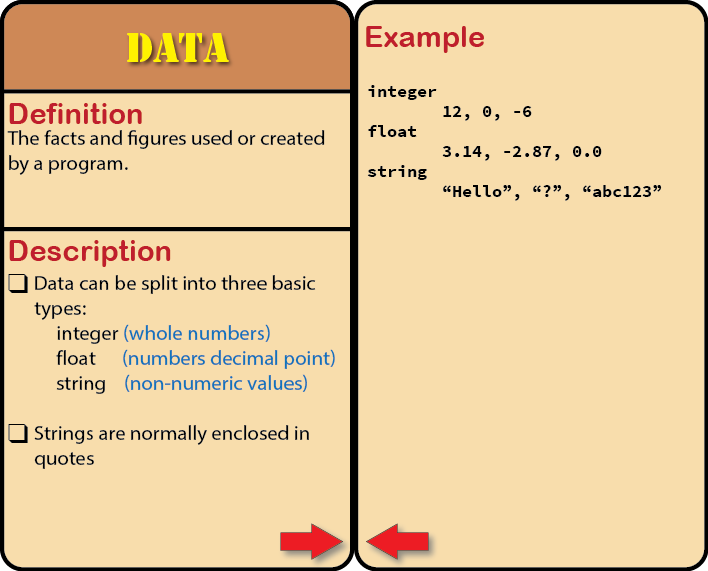 DATA
Definition
The facts and figures used or created
by a program.
Description
Data can be split into three basic
types:
integer (whole numbers)
float (numbers decimal point)
string (non-numeric values)
Strings are normally enclosed in
quotes
Example
integer
12, 0, -6
float
3.14, -2.87, 0.0
string
“Hello”, “?”, “abc123”